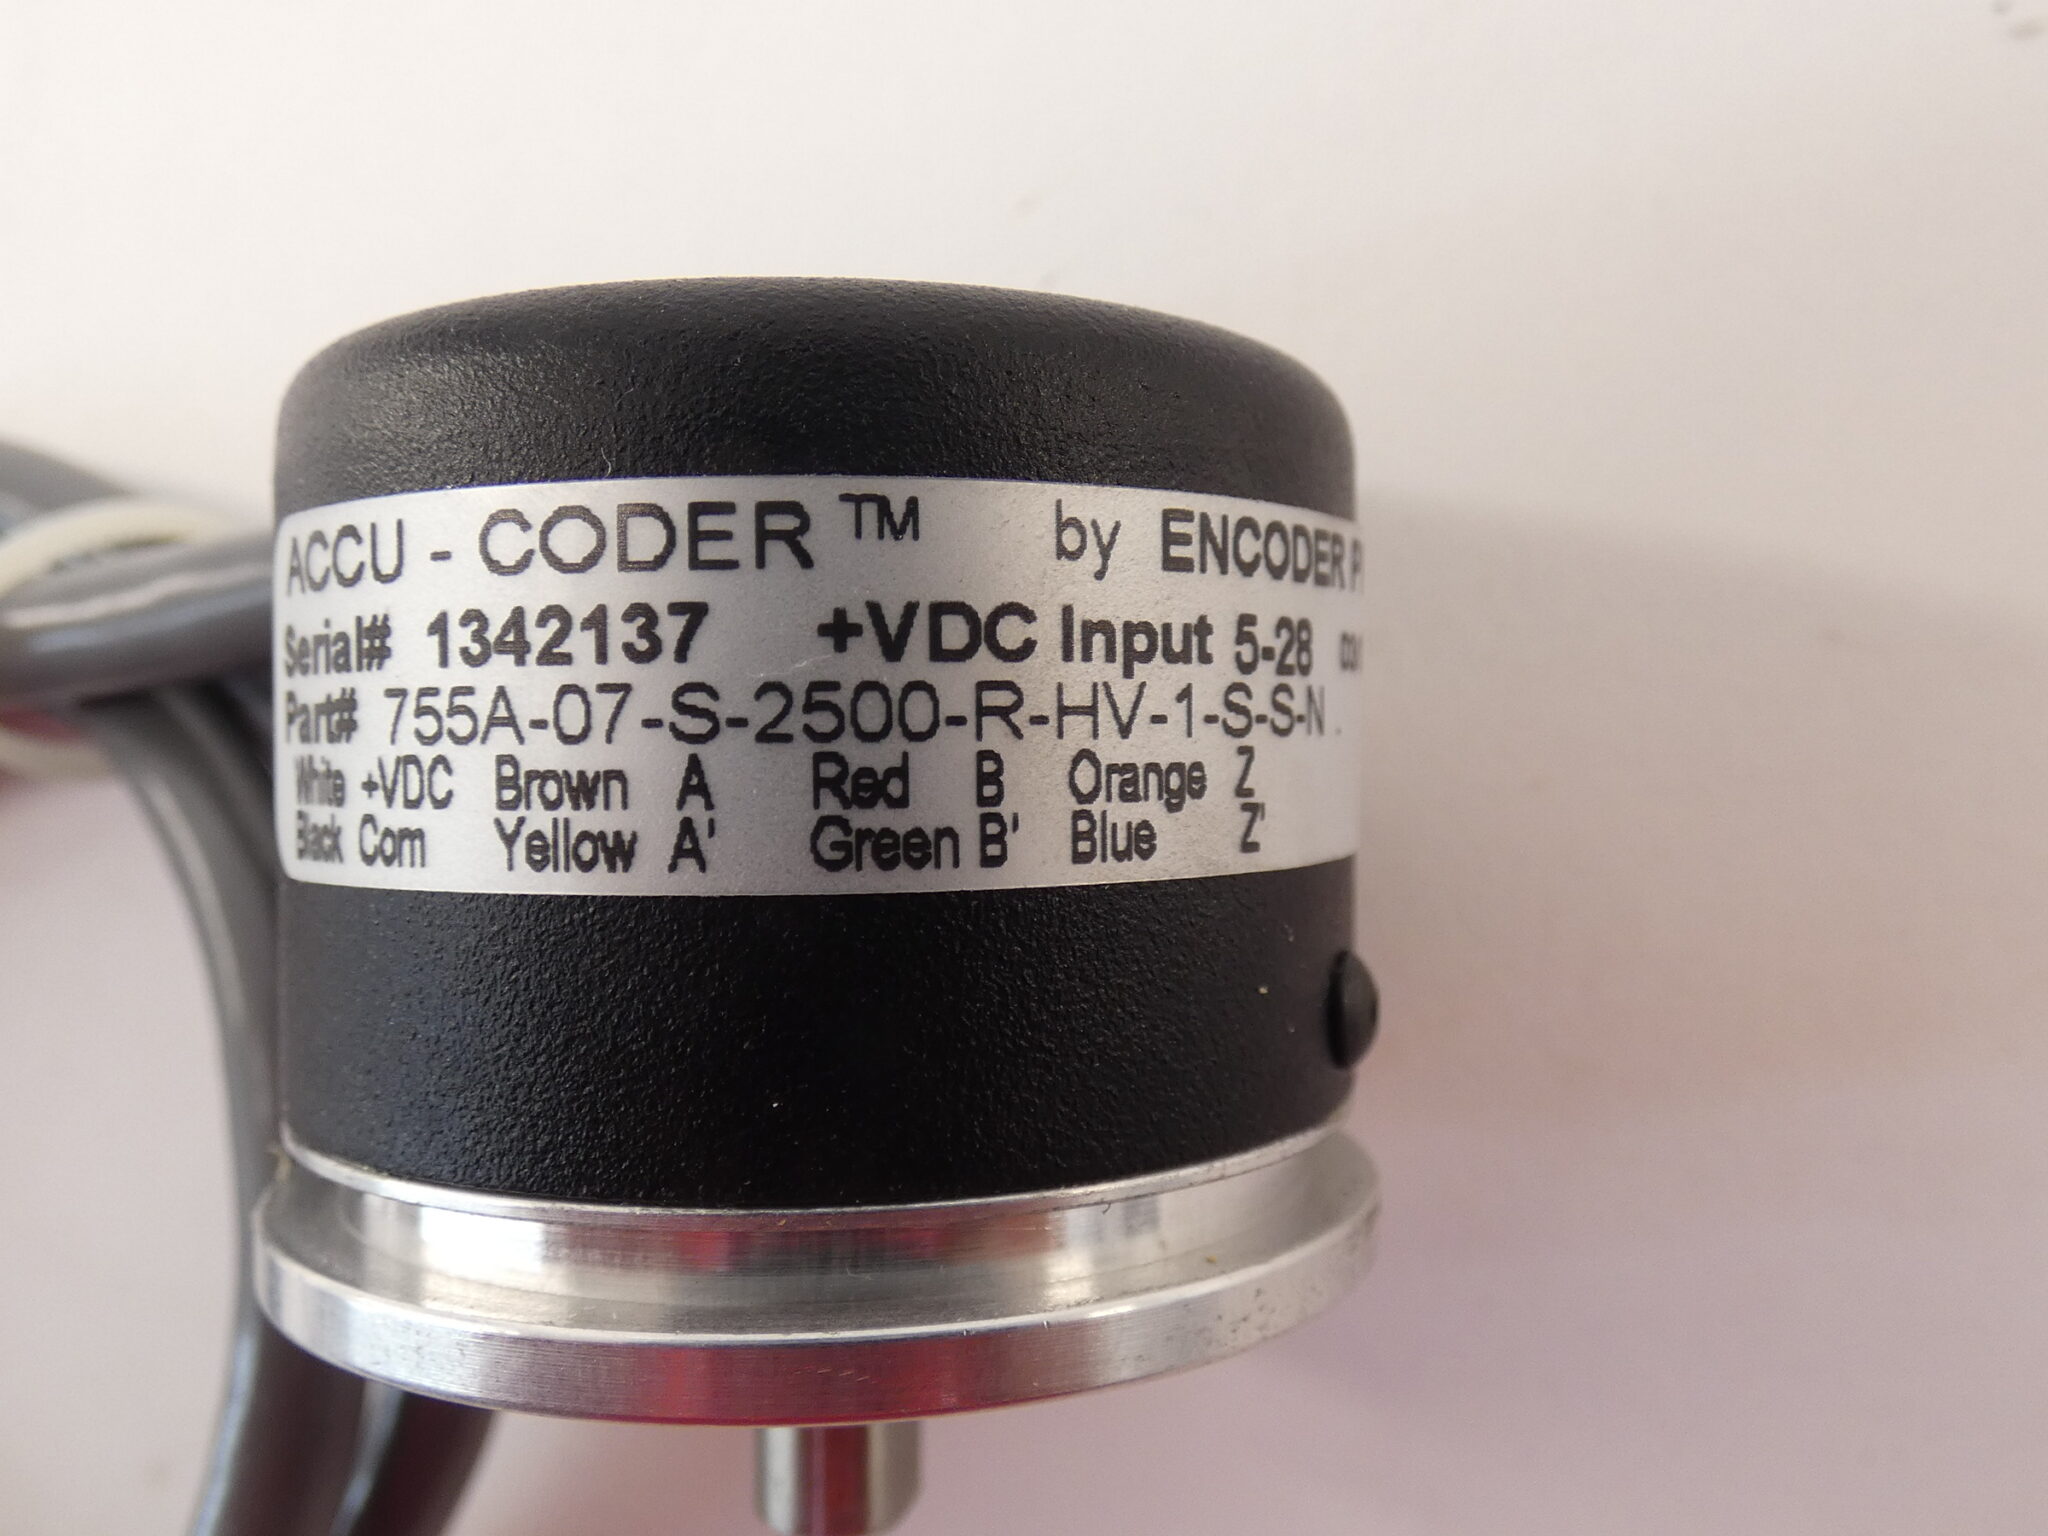 ACCU - CODER ™ by ENCODER
Serial# 1342137 +VDC Input 5-28
Part# 755A-07-S-2500-R-HV-1-S-S-N .
White +VDC Brown A Red B Orange Z
Black Com Yellow A' Green B' Blue Z'